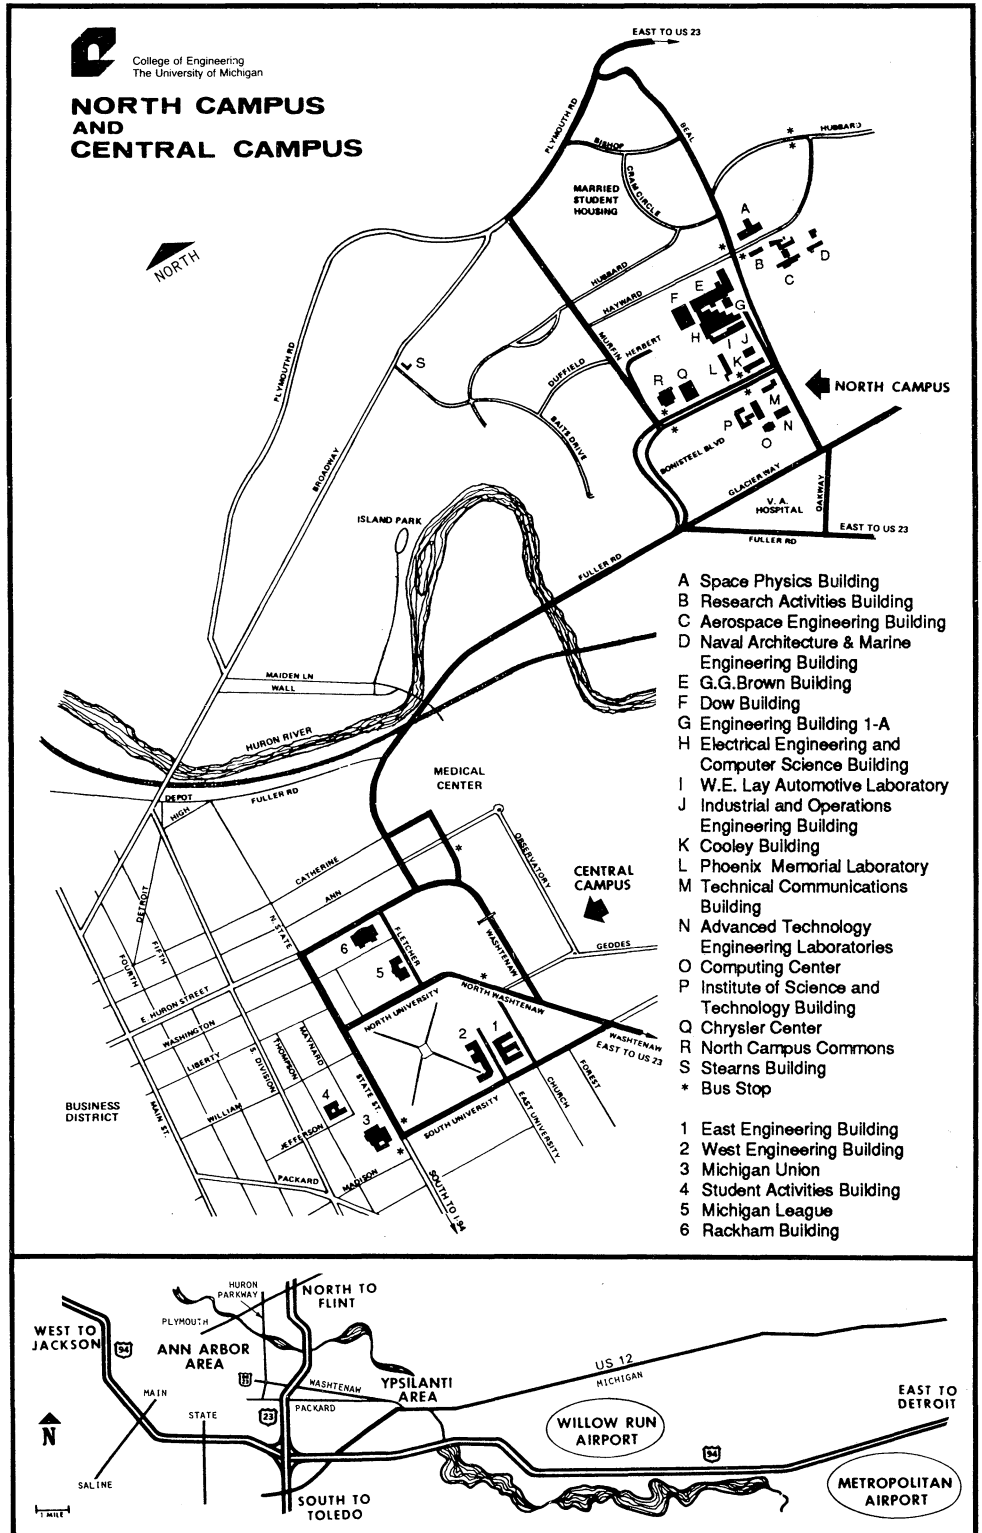 College of Engineering
The University of Michigan
NORTH CAMPUS
AND
CENTRAL CAMPUS
NORTH
EAST TO US 23
PLYMOUTH RD
BISHOP
BEAL
HUBBARD
CRAM CIRCLE
MARRIED
STUDENT
HOUSING
A
B
C
D
HUBBARD
HAYWARD
E
F
G
H
I
J
K
L
MURFIN
HERBERT
DUFFIELD
R
Q
S
M
N
O
P
NORTH CAMPUS
PLYMOUTH RD
BROADWAY
BAITS DRIVE
BONISTEEL BLVD
GLACIER WAY
V. A.
HOSPITAL
OAKWAY
EAST TO US 23
FULLER RD
ISLAND PARK
FULLER RD
MAIDEN LN
WALL
HURON RIVER
MEDICAL
CENTER
DEPOT
HIGH
FULLER RD
CATHERINE
ANN
OBSERVATORY
CENTRAL
CAMPUS
DETROIT
N. STATE
FIFTH
FOURTH
6
5
FLETCHER
WASHTENAW
GEDDES
E. HURON STREET
NORTH UNIVERSITY
NORTH WASHTENAW
WASHINGTON
LIBERTY
MAYNARD
THOMPSON
S. DIVISION
2
1
WASHTENAW
EAST TO US 23
FOREST
CHURCH
EAST UNIVERSITY
SOUTH UNIVERSITY
STATE ST.
WILLIAM
4
3
JEFFERSON
BUSINESS
DISTRICT
MAIN ST.
PACKARD
MADISON
SOUTH TO I-94
A Space Physics Building
B Research Activities Building
C Aerospace Engineering Building
D Naval Architecture & Marine
Engineering Building
E G.G.Brown Building
F Dow Building
G Engineering Building 1-A
H Electrical Engineering and
Computer Science Building
I W.E. Lay Automotive Laboratory
J Industrial and Operations
Engineering Building
K Cooley Building
L Phoenix Memorial Laboratory
M Technical Communications
Building
N Advanced Technology
Engineering Laboratories
O Computing Center
P Institute of Science and
Technology Building
Q Chrysler Center
R North Campus Commons
S Stearns Building
* Bus Stop
1 East Engineering Building
2 West Engineering Building
3 Michigan Union
4 Student Activities Building
5 Michigan League
6 Rackham Building
HURON
PARKWAY
NORTH TO
FLINT
PLYMOUTH
WEST TO
JACKSON
94
ANN ARBOR
AREA
WASHTENAW
YPSILANTI
AREA
US 12
MICHIGAN
MAIN
STATE
23
PACKARD
N
SALINE
WILLOW RUN
AIRPORT
94
EAST TO
DETROIT
METROPOLITAN
AIRPORT
SOUTH TO
TOLEDO
1 MILE